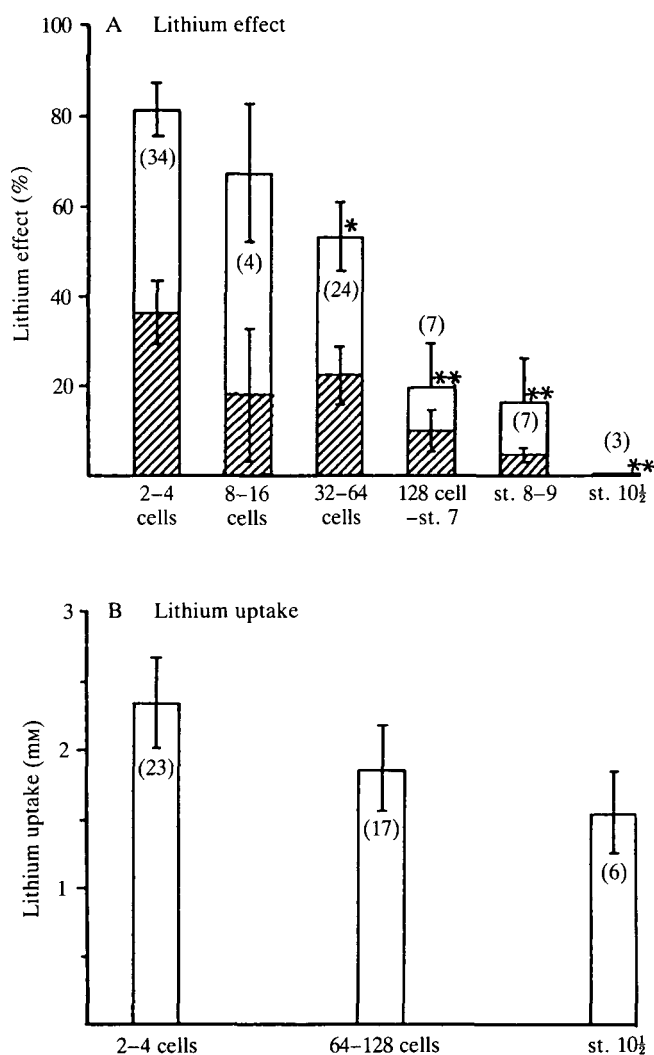 A Lithium effect
Lithium effect (%)
100
80
60
40
20
(34)
(4)
*
(24)
(7)
**
**
(7)
(3)
**
2–4 cells
8–16 cells
32–64 cells
128 cell –st. 7
st. 8–9
st. 10½
B Lithium uptake
Lithium uptake (mM)
3
2
1
(23)
(17)
(6)
2–4 cells
64–128 cells
st. 10½